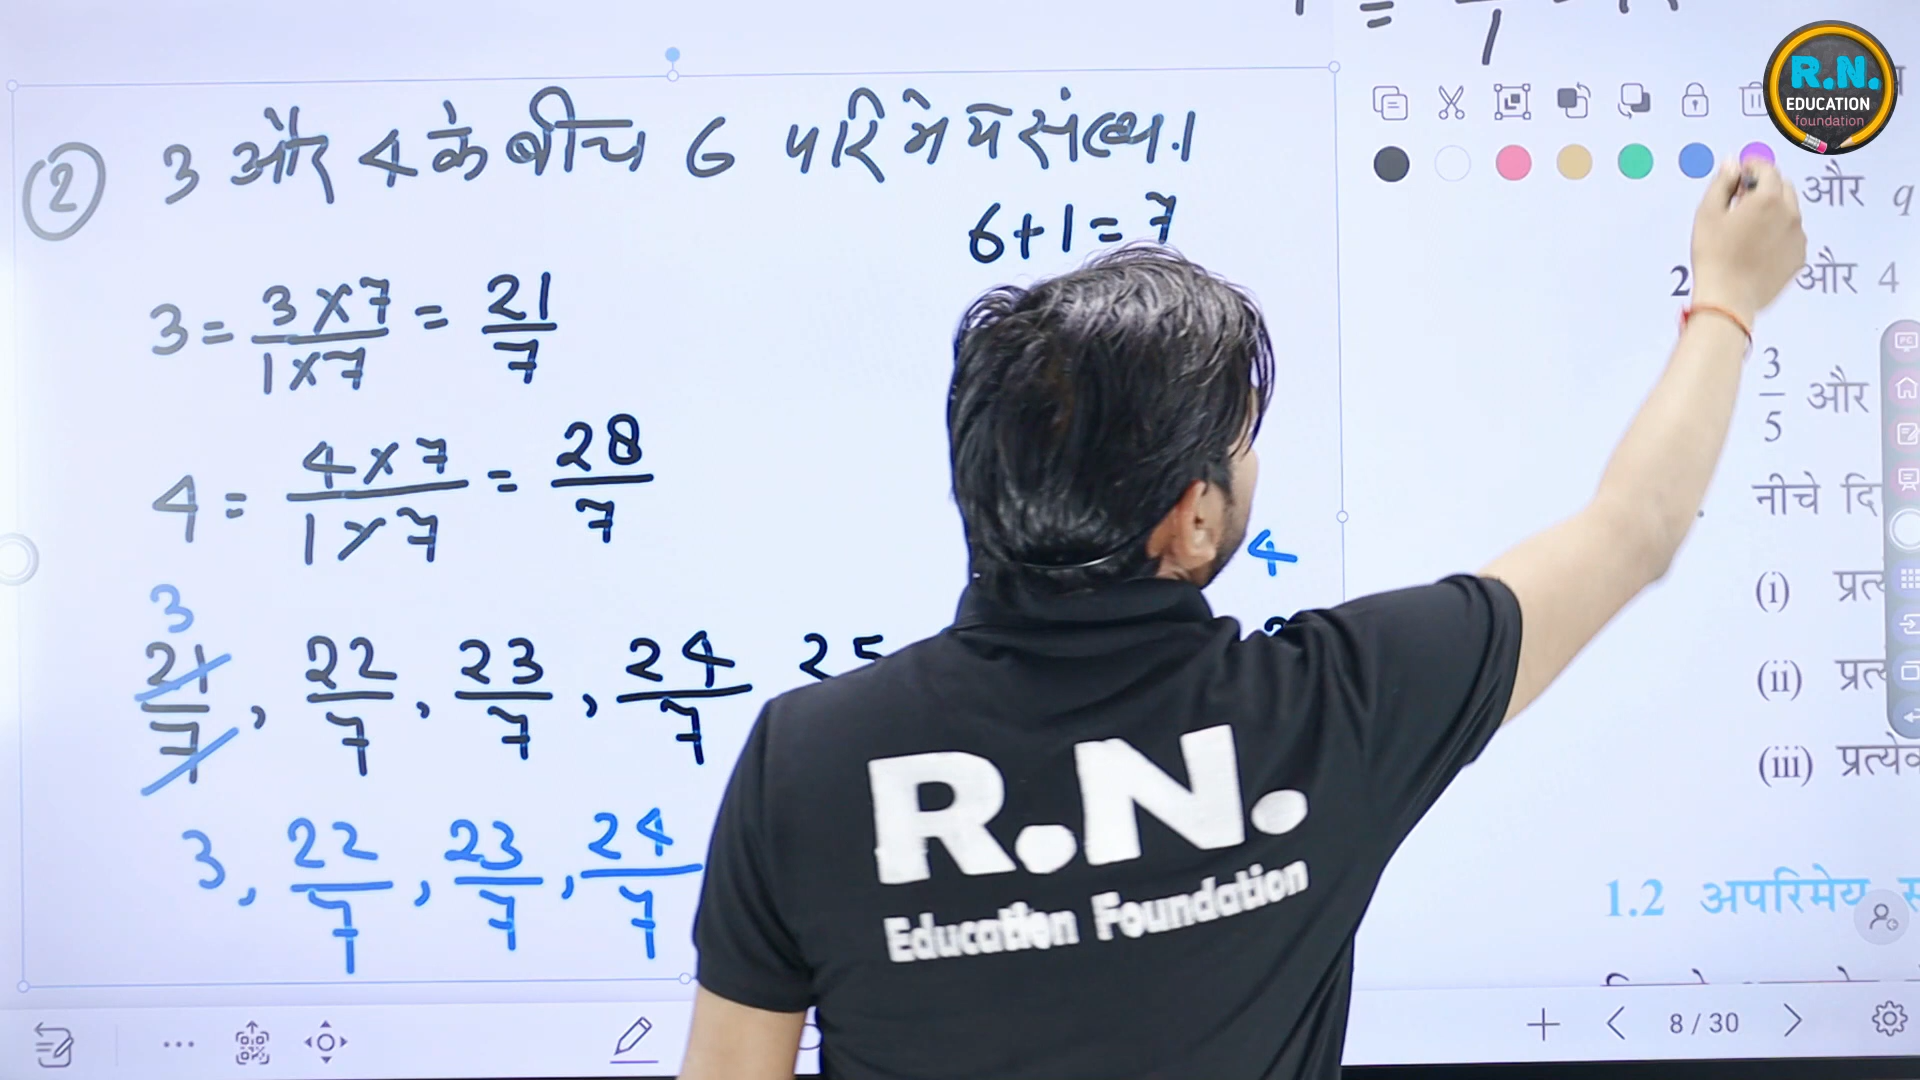 ② 3 और 4 के बीच 6 परिमेय संख्या।
6+1=7
3 = 3×7 / 1×7 = 21/7
4 = 4×7 / 1×7 = 28/7
3
4
21/7, 22/7, 23/7, 24/7 25
3, 22/7, 23/7, 24/7
R.N.
EDUCATION
foundation
और q
2
और 4
3/5 और
नीचे दि
(i) प्रत्
(ii) प्रत्
(iii) प्रत्ये
1.2 अपरिमेय
R.N.
Education Foundation
8 / 30